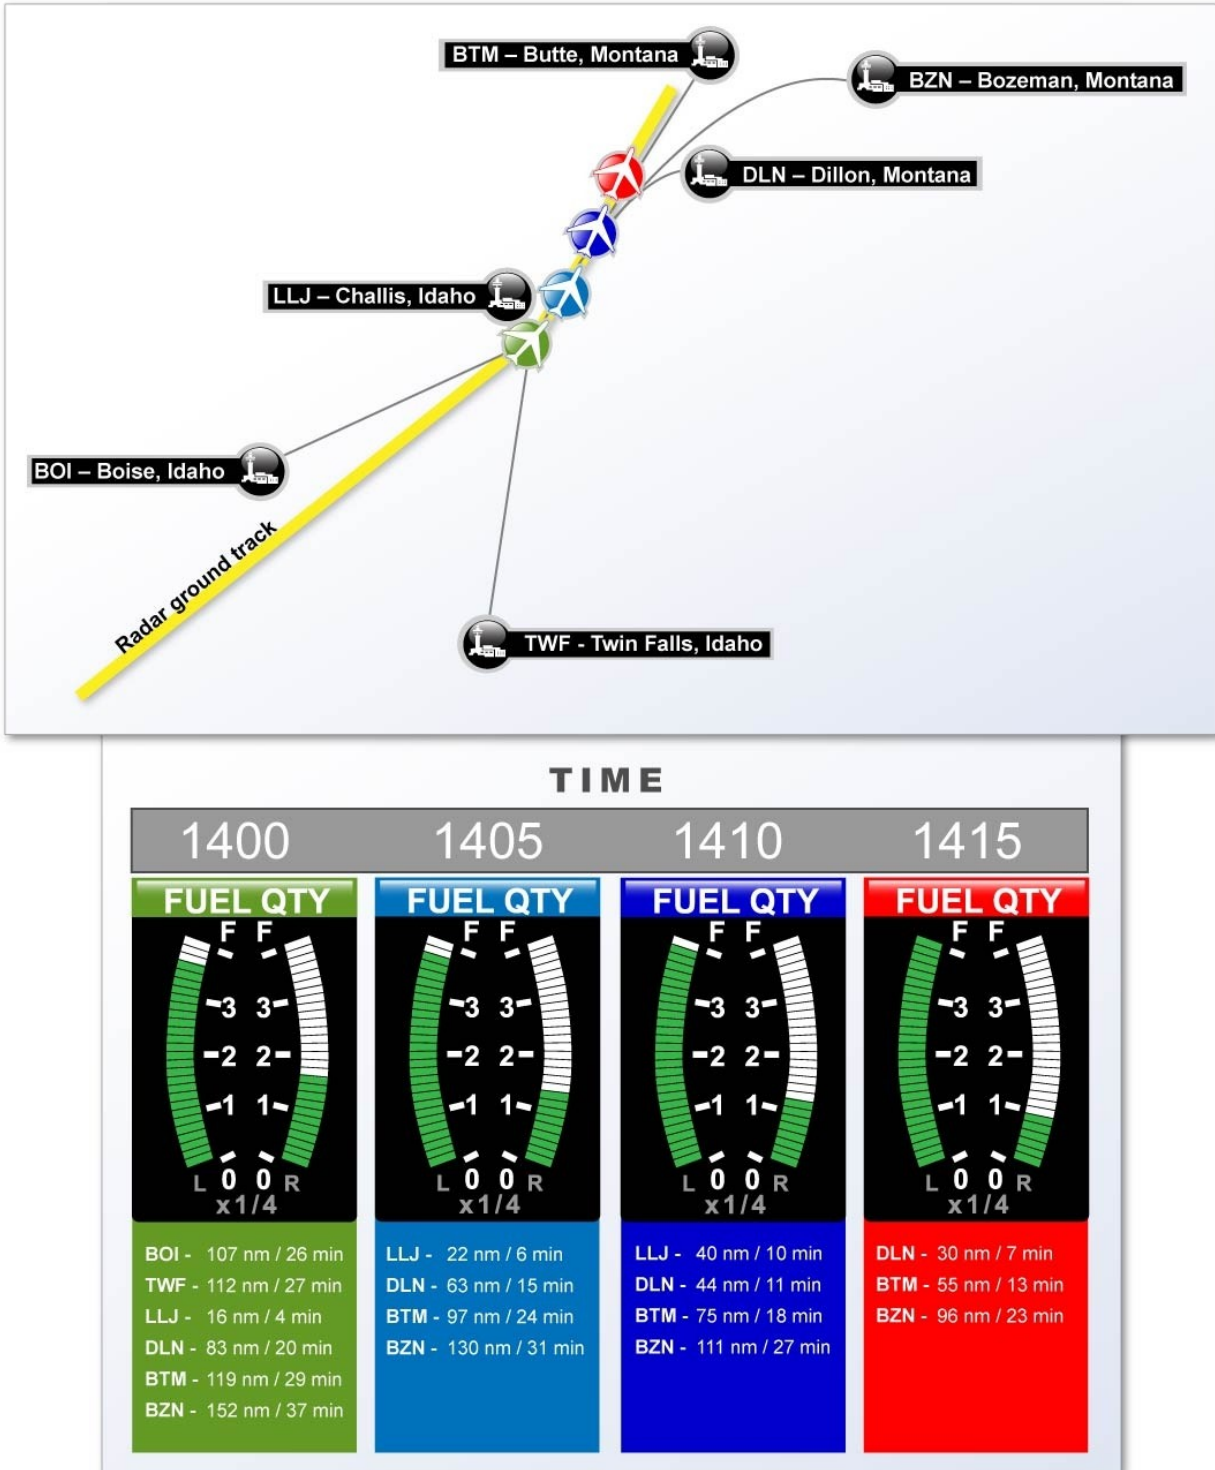 BTM – Butte, Montana
BZN – Bozeman, Montana
DLN – Dillon, Montana
LLJ – Challis, Idaho
BOI – Boise, Idaho
Radar ground track
TWF - Twin Falls, Idaho
TIME
1400 1405 1410 1415
FUEL QTY
F F
3 3
2 2
1 1
L 0 0 R
x1/4
BOI - 107 nm / 26 min
TWF - 112 nm / 27 min
LLJ - 16 nm / 4 min
DLN - 83 nm / 20 min
BTM - 119 nm / 29 min
BZN - 152 nm / 37 min
FUEL QTY
F F
3 3
2 2
1 1
L 0 0 R
x1/4
LLJ - 22 nm / 6 min
DLN - 63 nm / 15 min
BTM - 97 nm / 24 min
BZN - 130 nm / 31 min
FUEL QTY
F F
3 3
2 2
1 1
L 0 0 R
x1/4
LLJ - 40 nm / 10 min
DLN - 44 nm / 11 min
BTM - 75 nm / 18 min
BZN - 111 nm / 27 min
FUEL QTY
F F
3 3
2 2
1 1
L 0 0 R
x1/4
DLN - 30 nm / 7 min
BTM - 55 nm / 13 min
BZN - 96 nm / 23 min